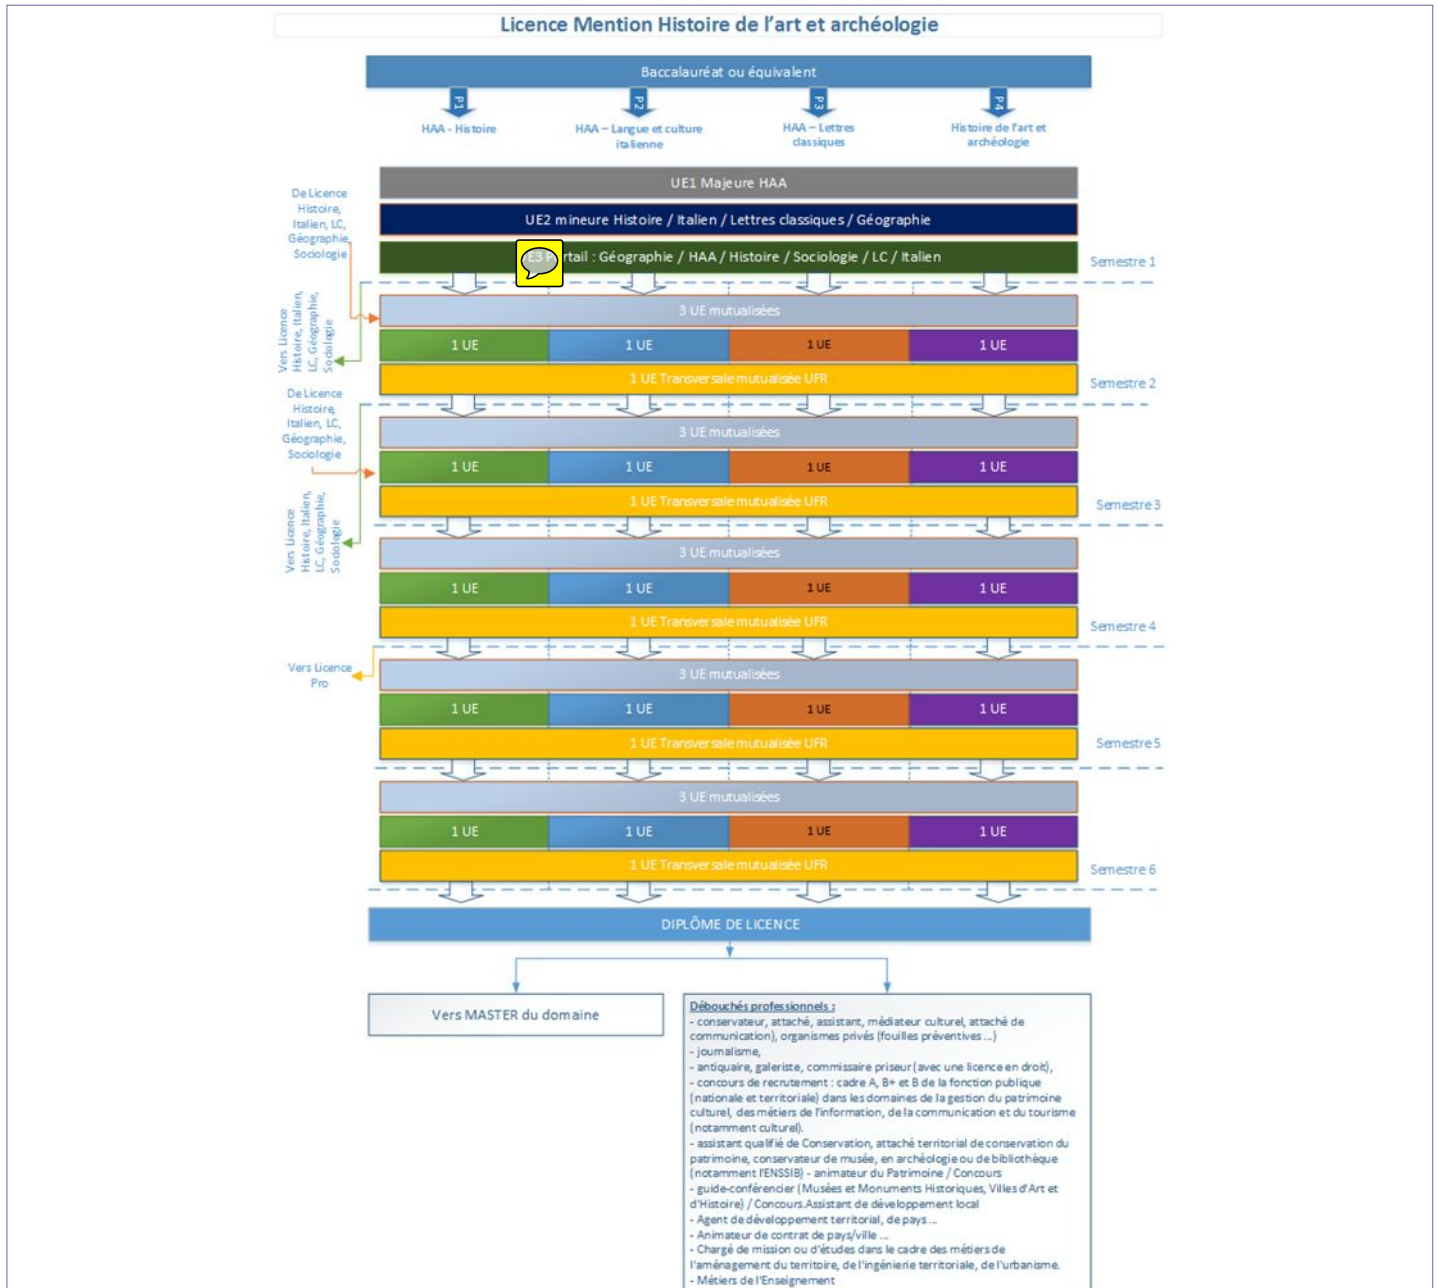 Licence Mention Histoire de l'art et archéologie
Baccalauréat ou équivalent
P1
P2
P3
P4
HAA - Histoire
HAA – Langue et culture
italienne
HAA – Lettres
classiques
Histoire de l'art et
archéologie
UE1 Majeure HAA
De Licence
Histoire,
Italien, LC,
Géographie,
Sociologie
UE2 mineure Histoire / Italien / Lettres classiques / Géographie
: Géographie / HAA / Histoire / Sociologie / LC / Italien
Semestre 1
Vers Licence
Histoire, Italien,
LC, Géographie,
Sociologie
3 UE mutualisées
1 UE
1 UE
1 UE
1 UE
1 UE Transversale mutualisée UFR
Semestre 2
De Licence
Histoire,
Italien, LC,
Géographie,
Sociologie
3 UE mutualisées
1 UE
1 UE
1 UE
1 UE
1 UE Transversale mutualisée UFR
Semestre 3
Vers Licence
Histoire, Italien,
LC, Géographie,
Sociologie
3 UE mutualisées
1 UE
1 UE
1 UE
1 UE
1 UE Transversale mutualisée UFR
Semestre 4
Vers Licence
Pro
3 UE mutualisées
1 UE
1 UE
1 UE
1 UE
1 UE Transversale mutualisée UFR
Semestre 5
3 UE mutualisées
1 UE
1 UE
1 UE
1 UE
1 UE Transversale mutualisée UFR
Semestre 6
DIPLÔME DE LICENCE
Vers MASTER du domaine
Débouchés professionnels :
- conservateur, attaché, assistant, médiateur culturel, attaché de
communication), organismes privés (fouilles préventives ...)
- journalisme,
- antiquaire, galeriste, commissaire priseur (avec une licence en droit),
- concours de recrutement : cadre A, B+ et B de la fonction publique
(nationale et territoriale) dans les domaines de la gestion du patrimoine
culturel, des métiers de l'information, de la communication et du tourisme
(notamment culturel).
- assistant qualifié de Conservation, attaché territorial de conservation du
patrimoine, conservateur de musée, en archéologie ou de bibliothèque
(notamment l'ENSSIB) - animateur du Patrimoine / Concours
- guide-conférencier (Musées et Monuments Historiques, Villes d'Art et
d'Histoire) / Concours.Assistant de développement local
- Agent de développement territorial, de pays ...
- Animateur de contrat de pays/ville ...
- Chargé de mission ou d'études dans le cadre des métiers de
l'aménagement du territoire, de l'ingénierie territoriale, de l'urbanisme.
- Métiers de l'Enseignement